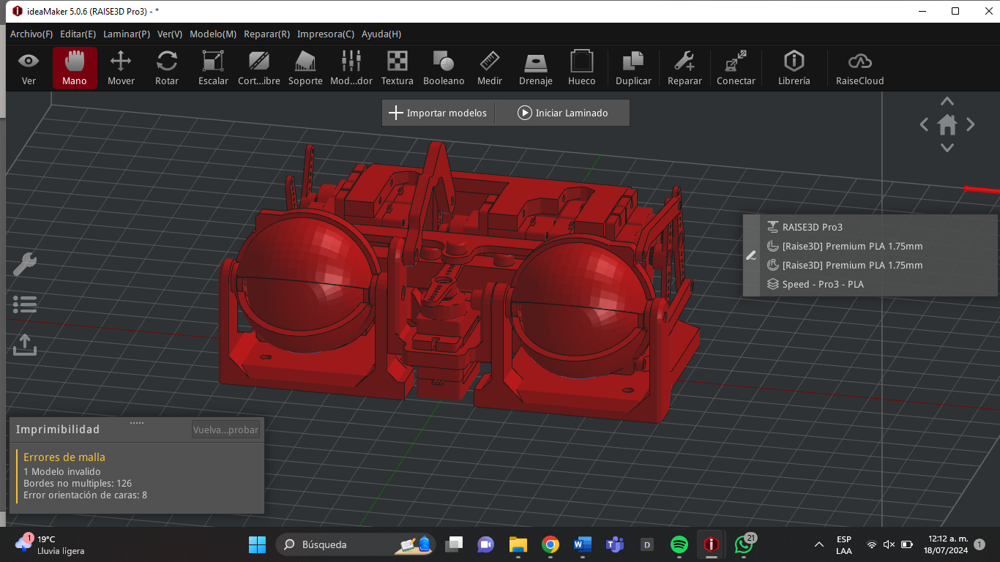 ideaMaker 5.0.6 (RAISE3D Pro3) - *
Archivo(F) Editar(E) Laminar(P) Ver(V) Modelo(M) Reparar(R) Impresora(C) Ayuda(H)
Ver Mano Mover Rotar Escalar Cort...ibre Soporte Mod...dor Textura Booleano Medir Drenaje Hueco Duplicar Reparar Conectar Librería RaiseCloud
Importar modelos Iniciar Laminado
RAISE3D Pro3
[Raise3D] Premium PLA 1.75mm
[Raise3D] Premium PLA 1.75mm
Speed - Pro3 - PLA
Imprimibilidad Vuelva...probar
Errores de malla
1 Modelo invalido
Bordes no multiples: 126
Error orientación de caras: 8
1
19°C
Lluvia ligera
Búsqueda
W
T
D
21
ESP
LAA
12:12 a. m.
18/07/2024
1